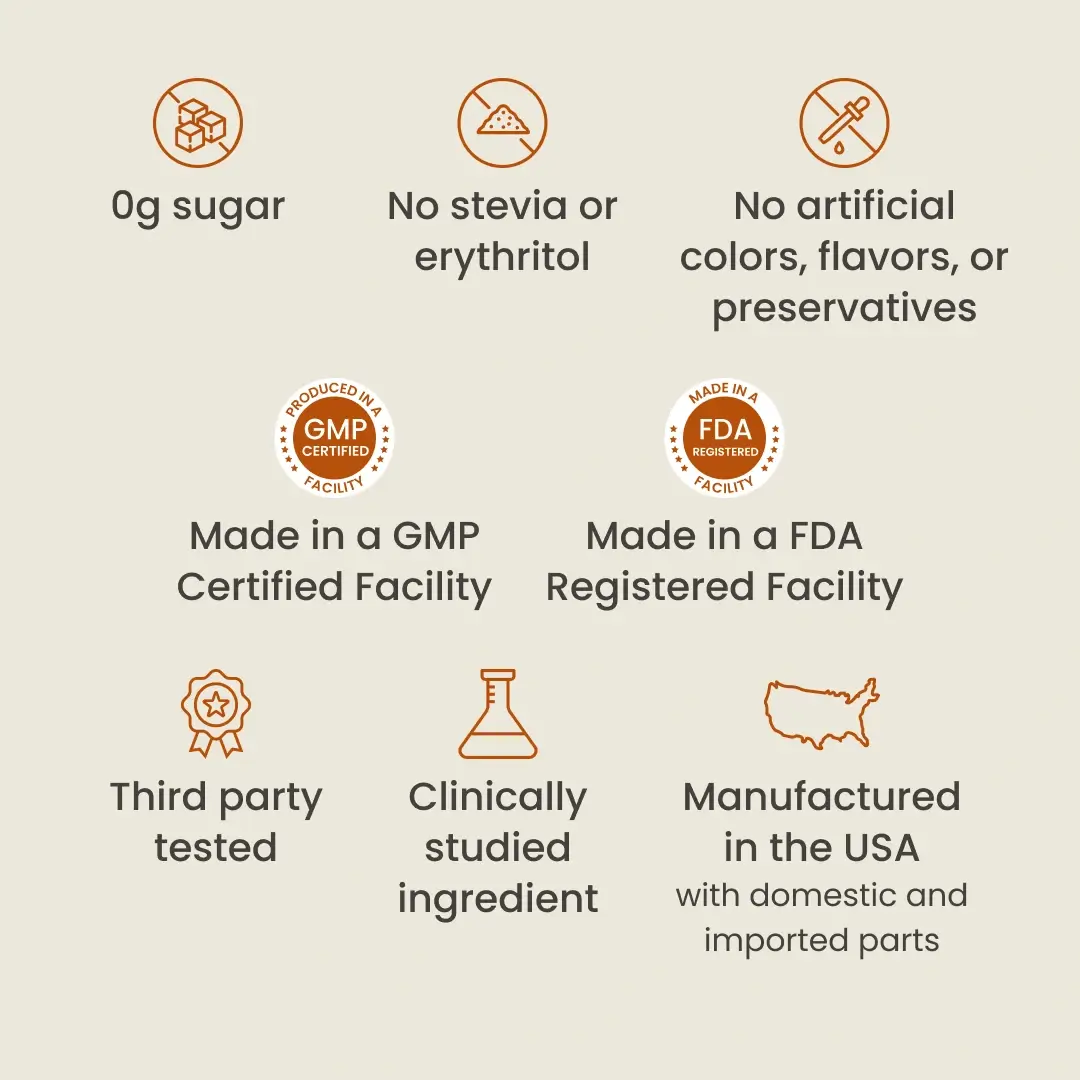 0g sugar
No stevia or
erythritol
No artificial
colors, flavors, or
preservatives
PRODUCED IN A
GMP
CERTIFIED
FACILITY
Made in a GMP
Certified Facility
MADE IN A
FDA
REGISTERED
FACILITY
Made in a FDA
Registered Facility
Third party
tested
Clinically
studied
ingredient
Manufactured
in the USA
with domestic and
imported parts